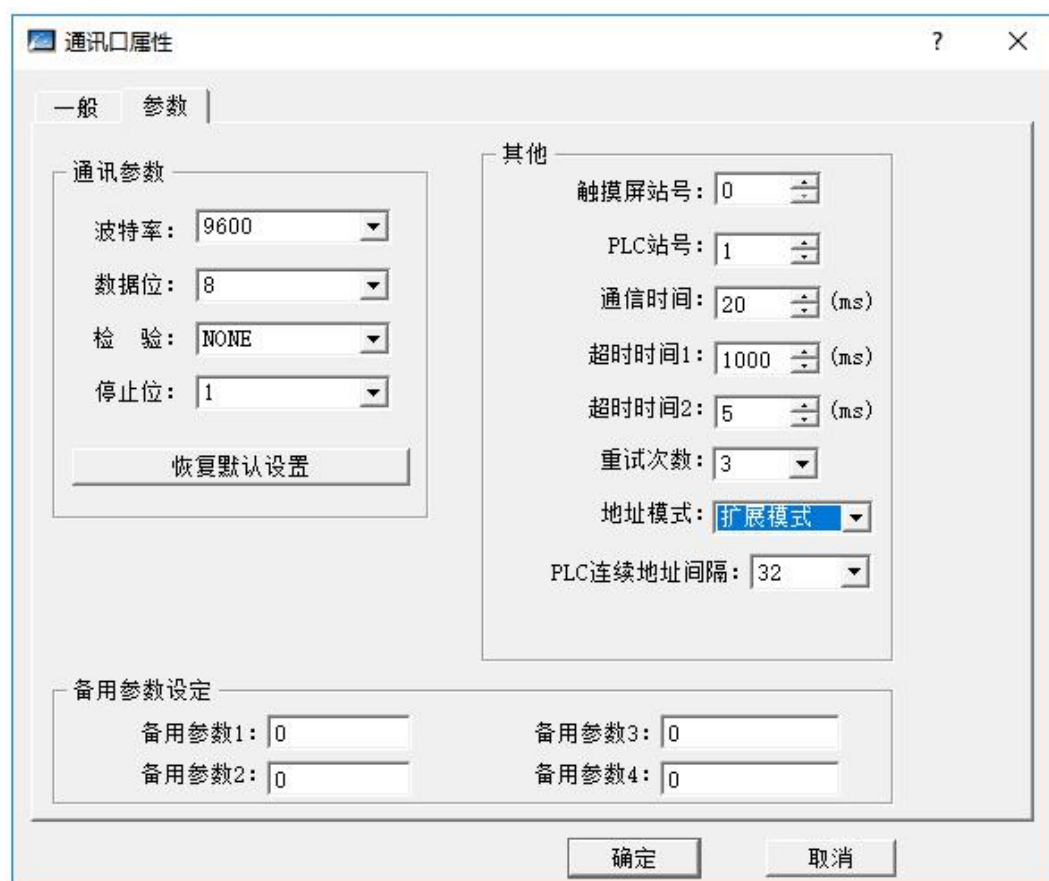 通讯口属性
?
一般
参数
通讯参数
波特率：
9600
数据位：
8
检 验：
NONE
停止位：
1
恢复默认设置
其他
触摸屏站号：
0
PLC站号：
1
通信时间：
20
(ms)
超时时间1：
1000
(ms)
超时时间2：
5
(ms)
重试次数：
3
地址模式：
扩展模式
PLC连续地址间隔：
32
备用参数设定
备用参数1：
0
备用参数3：
0
备用参数2：
0
备用参数4：
0
确定
取消